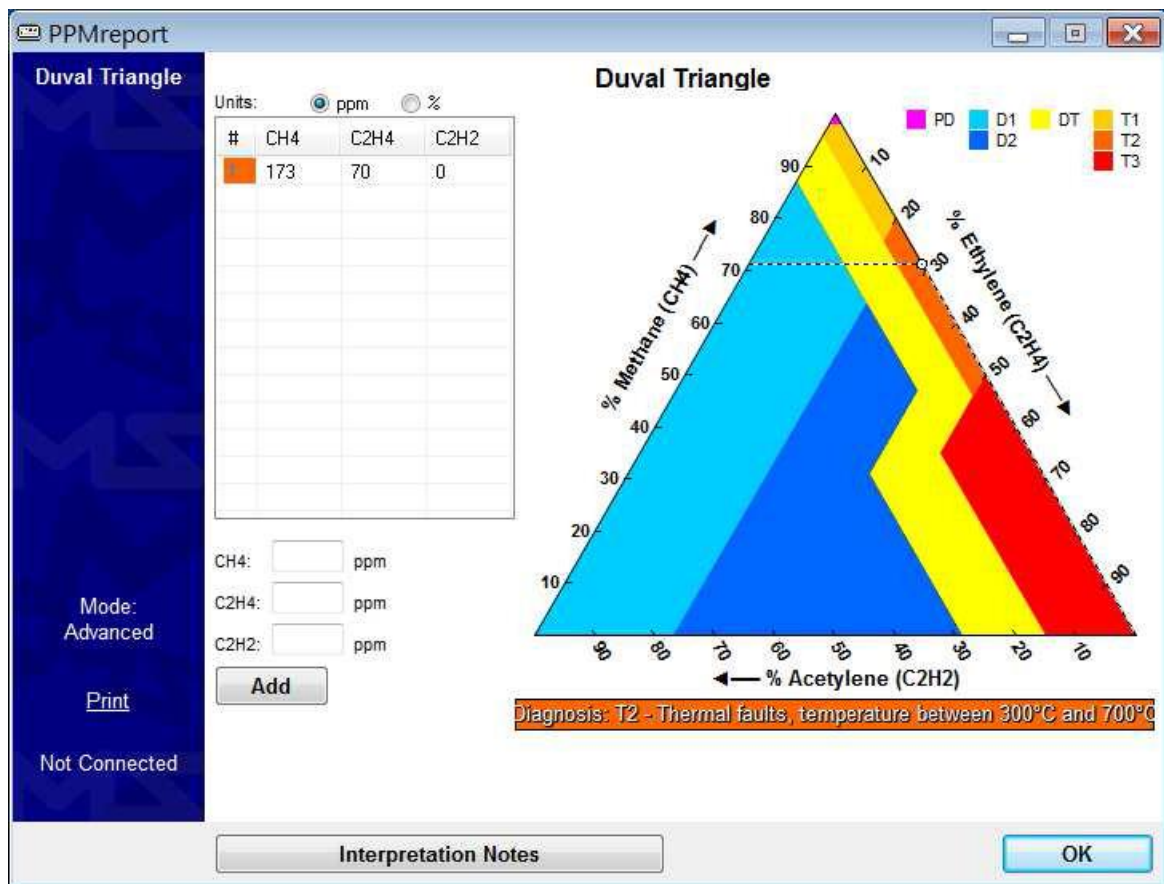 PPMreport
Duval Triangle
Mode:
Advanced
Print
Not Connected
Units: ppm %
# CH4 C2H4 C2H2
173 70 0
CH4: ppm
C2H4: ppm
C2H2: ppm
Add
Duval Triangle
PD D1 DT T1
D2 T2
T3
% Methane (CH4)
90
80
70
60
50
40
30
20
10
% Ethylene (C2H4)
10
20
30
40
50
60
70
80
90
90 80 70 60 50 40 30 20 10
% Acetylene (C2H2)
Diagnosis: T2 - Thermal faults, temperature between 300°C and 700°C
Interpretation Notes
OK